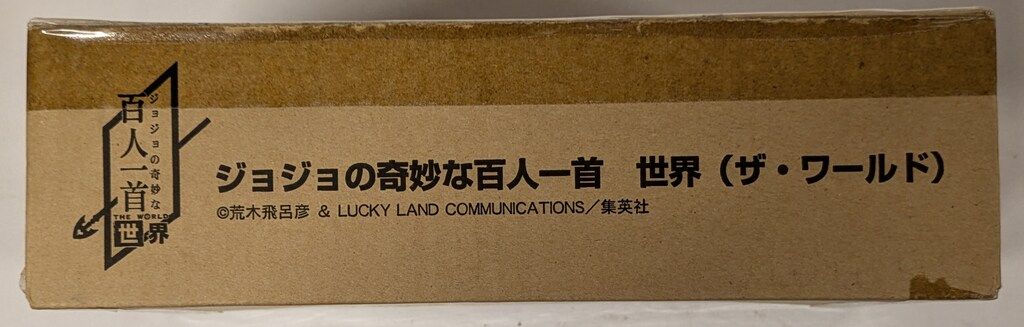 ジョジョの奇妙な
百人一首
THE WORLD
世界
ジョジョの奇妙な百人一首　世界（ザ・ワールド）
©荒木飛呂彦 & LUCKY LAND COMMUNICATIONS／集英社